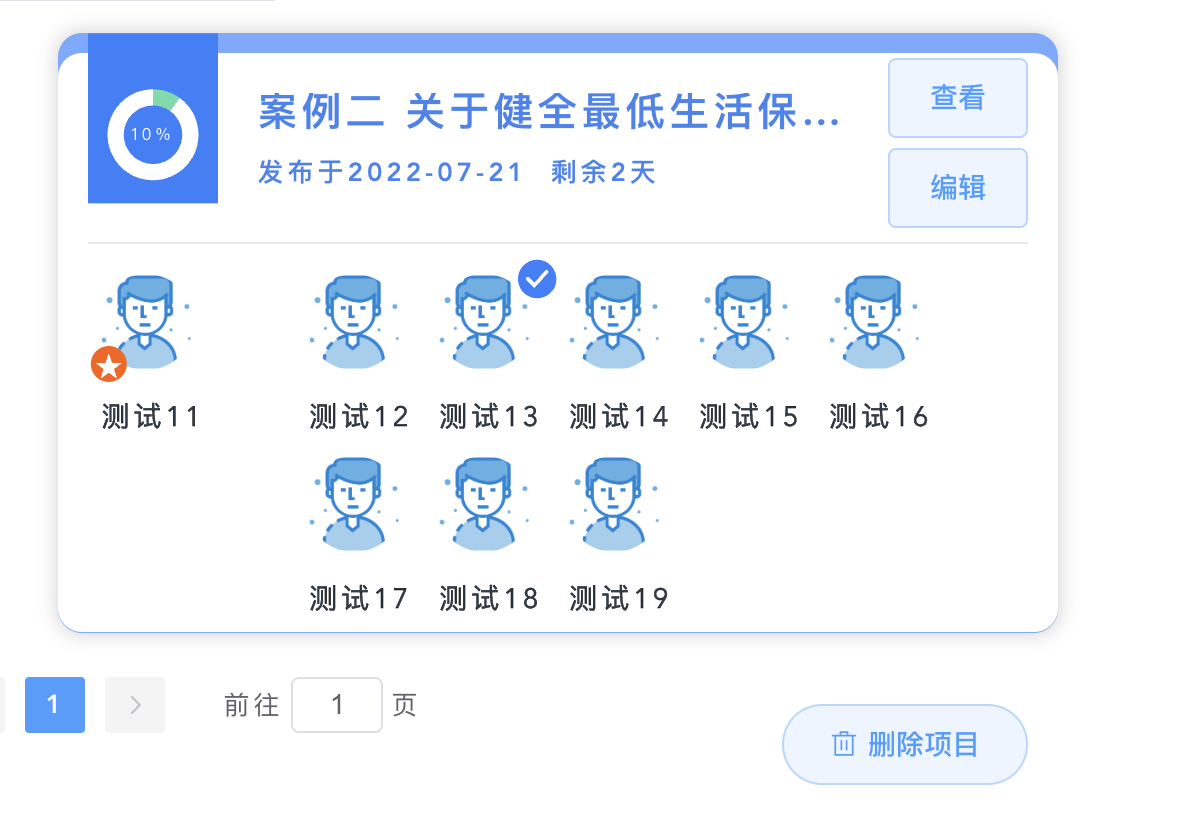 10%
案例二 关于健全最低生活保...
发布于2022-07-21 剩余2天
查看
编辑
测试11 测试12 测试13 测试14 测试15 测试16
测试17 测试18 测试19
1 前往 1 页
删除项目